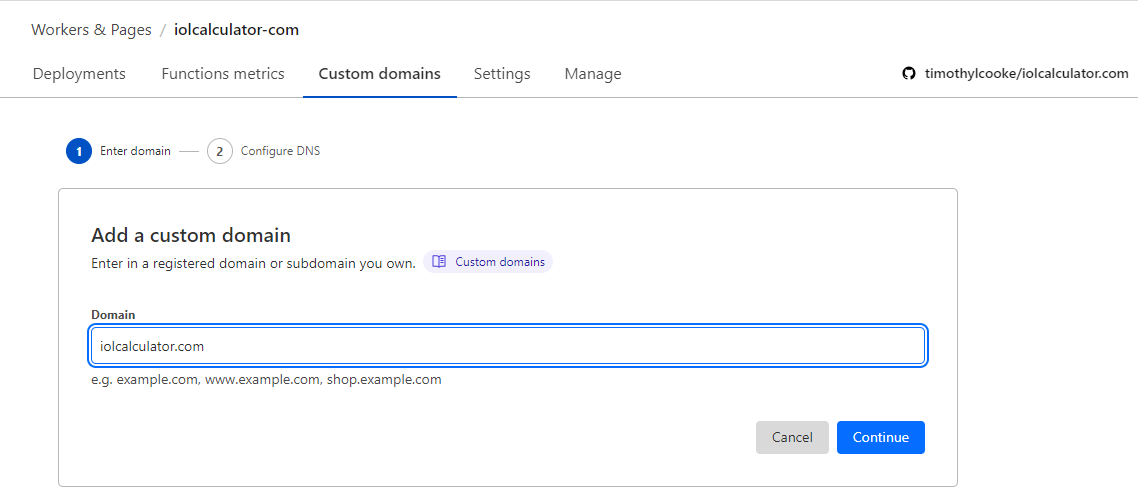 Workers & Pages / iolcalculator-com
Deployments Functions metrics Custom domains Settings Manage timothylcooke/iolcalculator.com
1 Enter domain 2 Configure DNS
Add a custom domain
Enter in a registered domain or subdomain you own. Custom domains
Domain
iolcalculator.com
e.g. example.com, www.example.com, shop.example.com
Cancel Continue